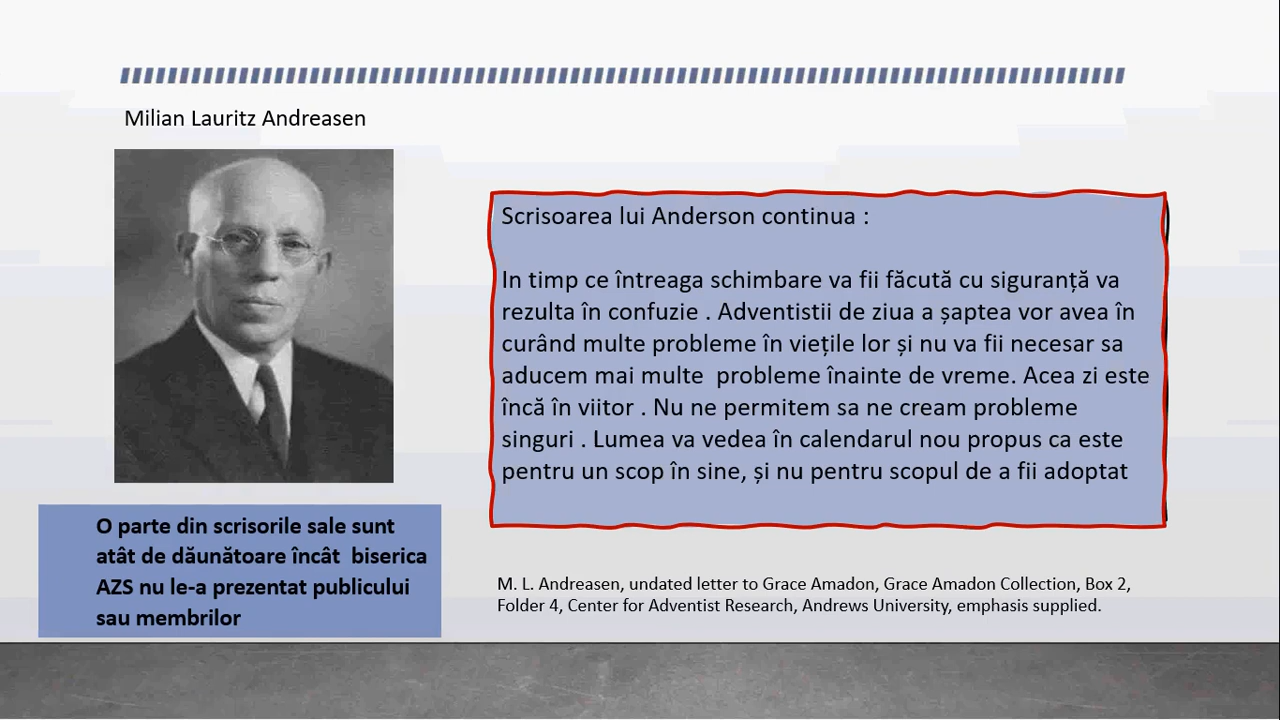 Milian Lauritz Andreasen
Scrisoarea lui Anderson continua :
In timp ce întreaga schimbare va fii făcută cu siguranță va
rezulta în confuzie . Adventistii de ziua a șaptea vor avea în
curând multe probleme în viețile lor și nu va fii necesar sa
aducem mai multe  probleme înainte de vreme. Acea zi este
încă în viitor . Nu ne permitem sa ne cream probleme
singuri . Lumea va vedea în calendarul nou propus ca este
pentru un scop în sine, și nu pentru scopul de a fii adoptat
O parte din scrisorile sale sunt
atât de dăunătoare încât  biserica
AZS nu le-a prezentat publicului
sau membrilor
M. L. Andreasen, undated letter to Grace Amadon, Grace Amadon Collection, Box 2,
Folder 4, Center for Adventist Research, Andrews University, emphasis supplied.